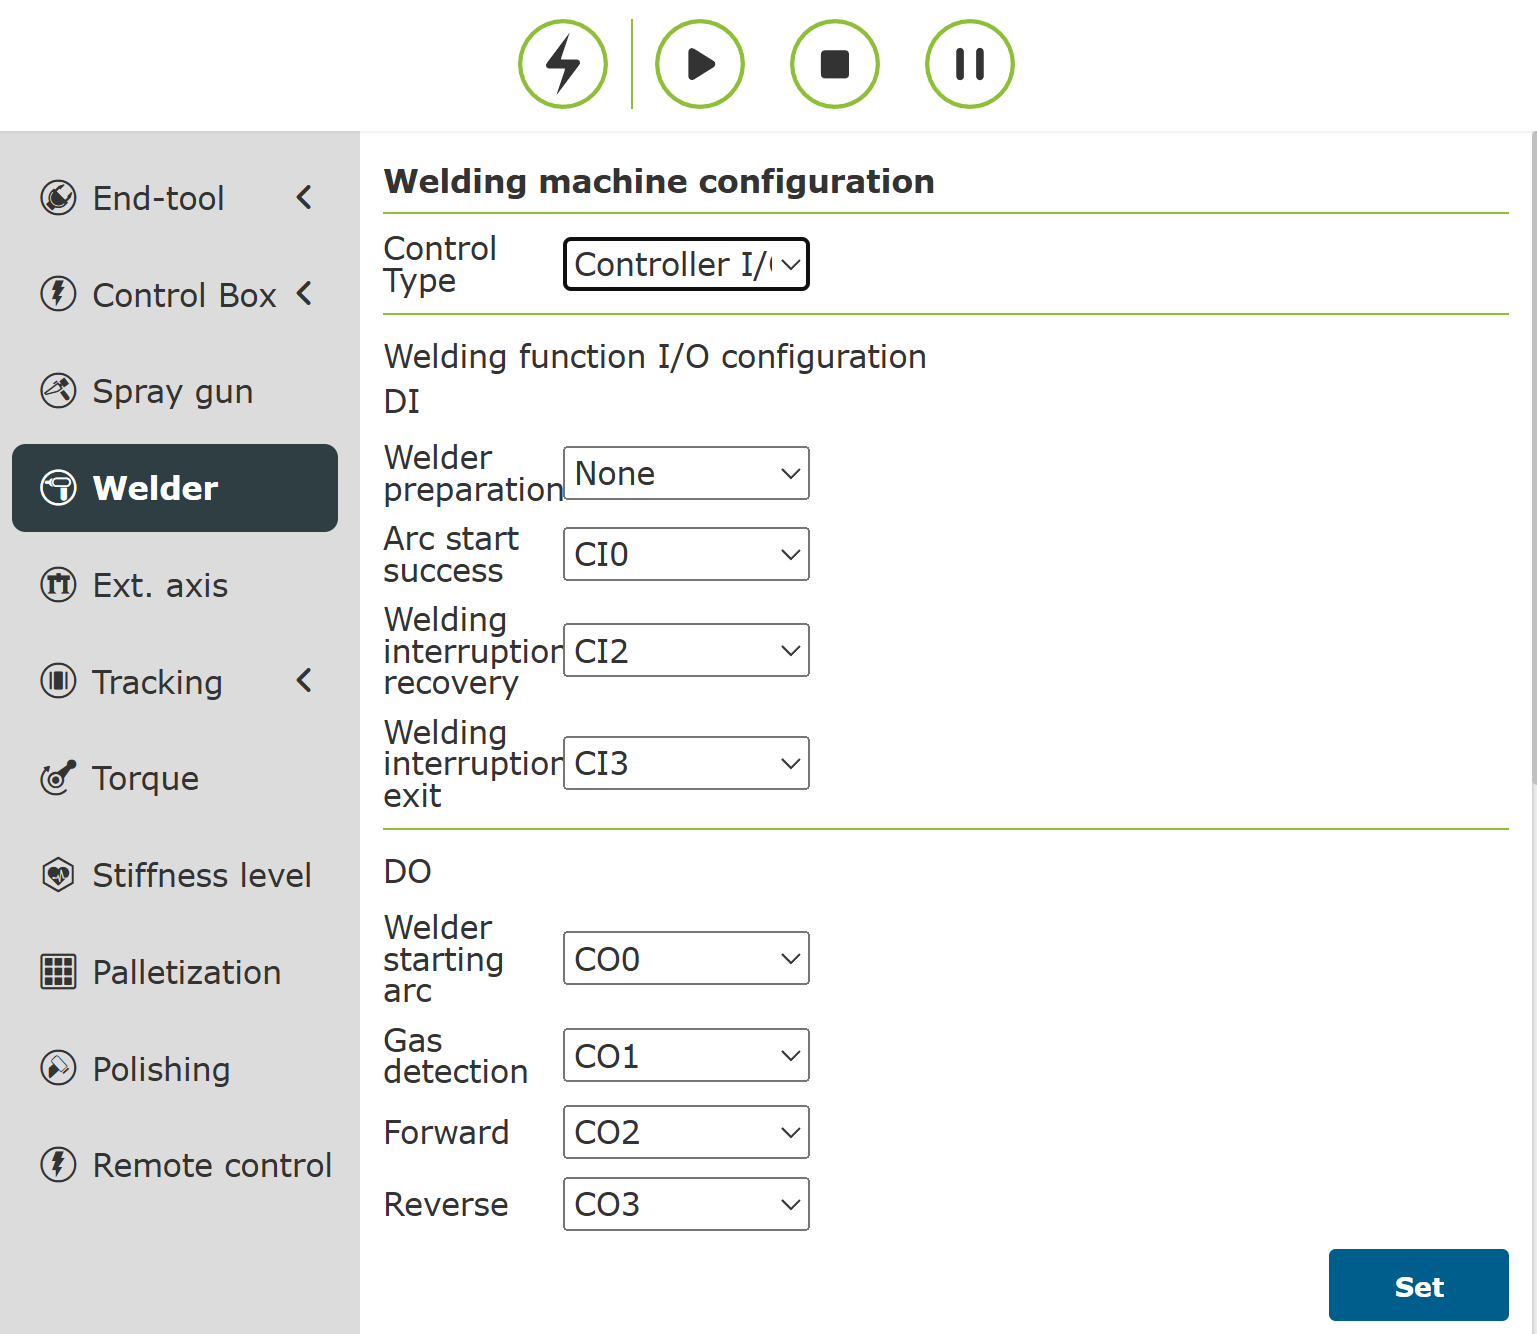 End-tool
Control Box
Spray gun
Welder
Ext. axis
Tracking
Torque
Stiffness level
Palletization
Polishing
Remote control
Welding machine configuration
Control
Type
Controller I/
Welding function I/O configuration
DI
Welder
preparation
None
Arc start
success
CI0
Welding
interruption
recovery
CI2
Welding
interruption
exit
CI3
DO
Welder
starting
arc
CO0
Gas
detection
CO1
Forward
CO2
Reverse
CO3
Set